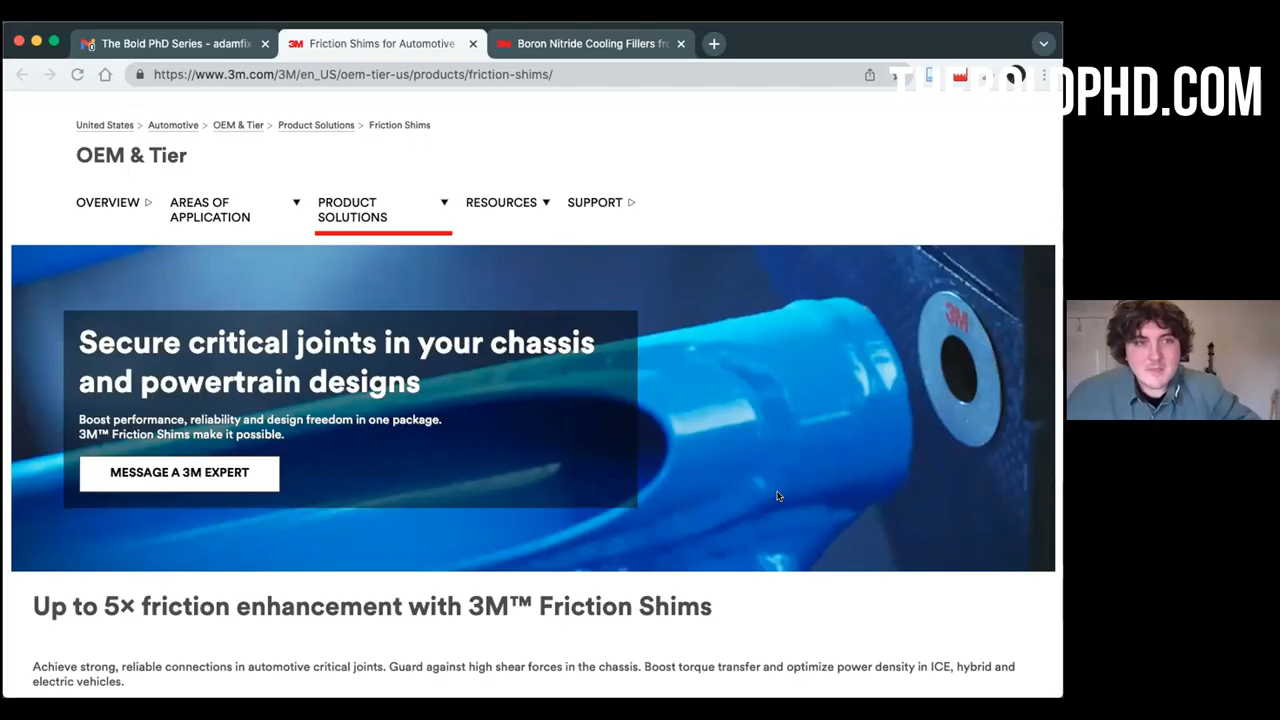 The Bold PhD Series - adamfix
Friction Shims for Automotive
Boron Nitride Cooling Fillers fro
https://www.3m.com/3M/en_US/oem-tier-us/products/friction-shims/
THEBOLDPHD.COM
United States > Automotive > OEM & Tier > Product Solutions > Friction Shims
OEM & Tier
OVERVIEW
AREAS OF APPLICATION
PRODUCT SOLUTIONS
RESOURCES
SUPPORT
3M
Secure critical joints in your chassis
and powertrain designs
Boost performance, reliability and design freedom in one package.
3M™ Friction Shims make it possible.
MESSAGE A 3M EXPERT
Up to 5× friction enhancement with 3M™ Friction Shims
Achieve strong, reliable connections in automotive critical joints. Guard against high shear forces in the chassis. Boost torque transfer and optimize power density in ICE, hybrid and
electric vehicles.